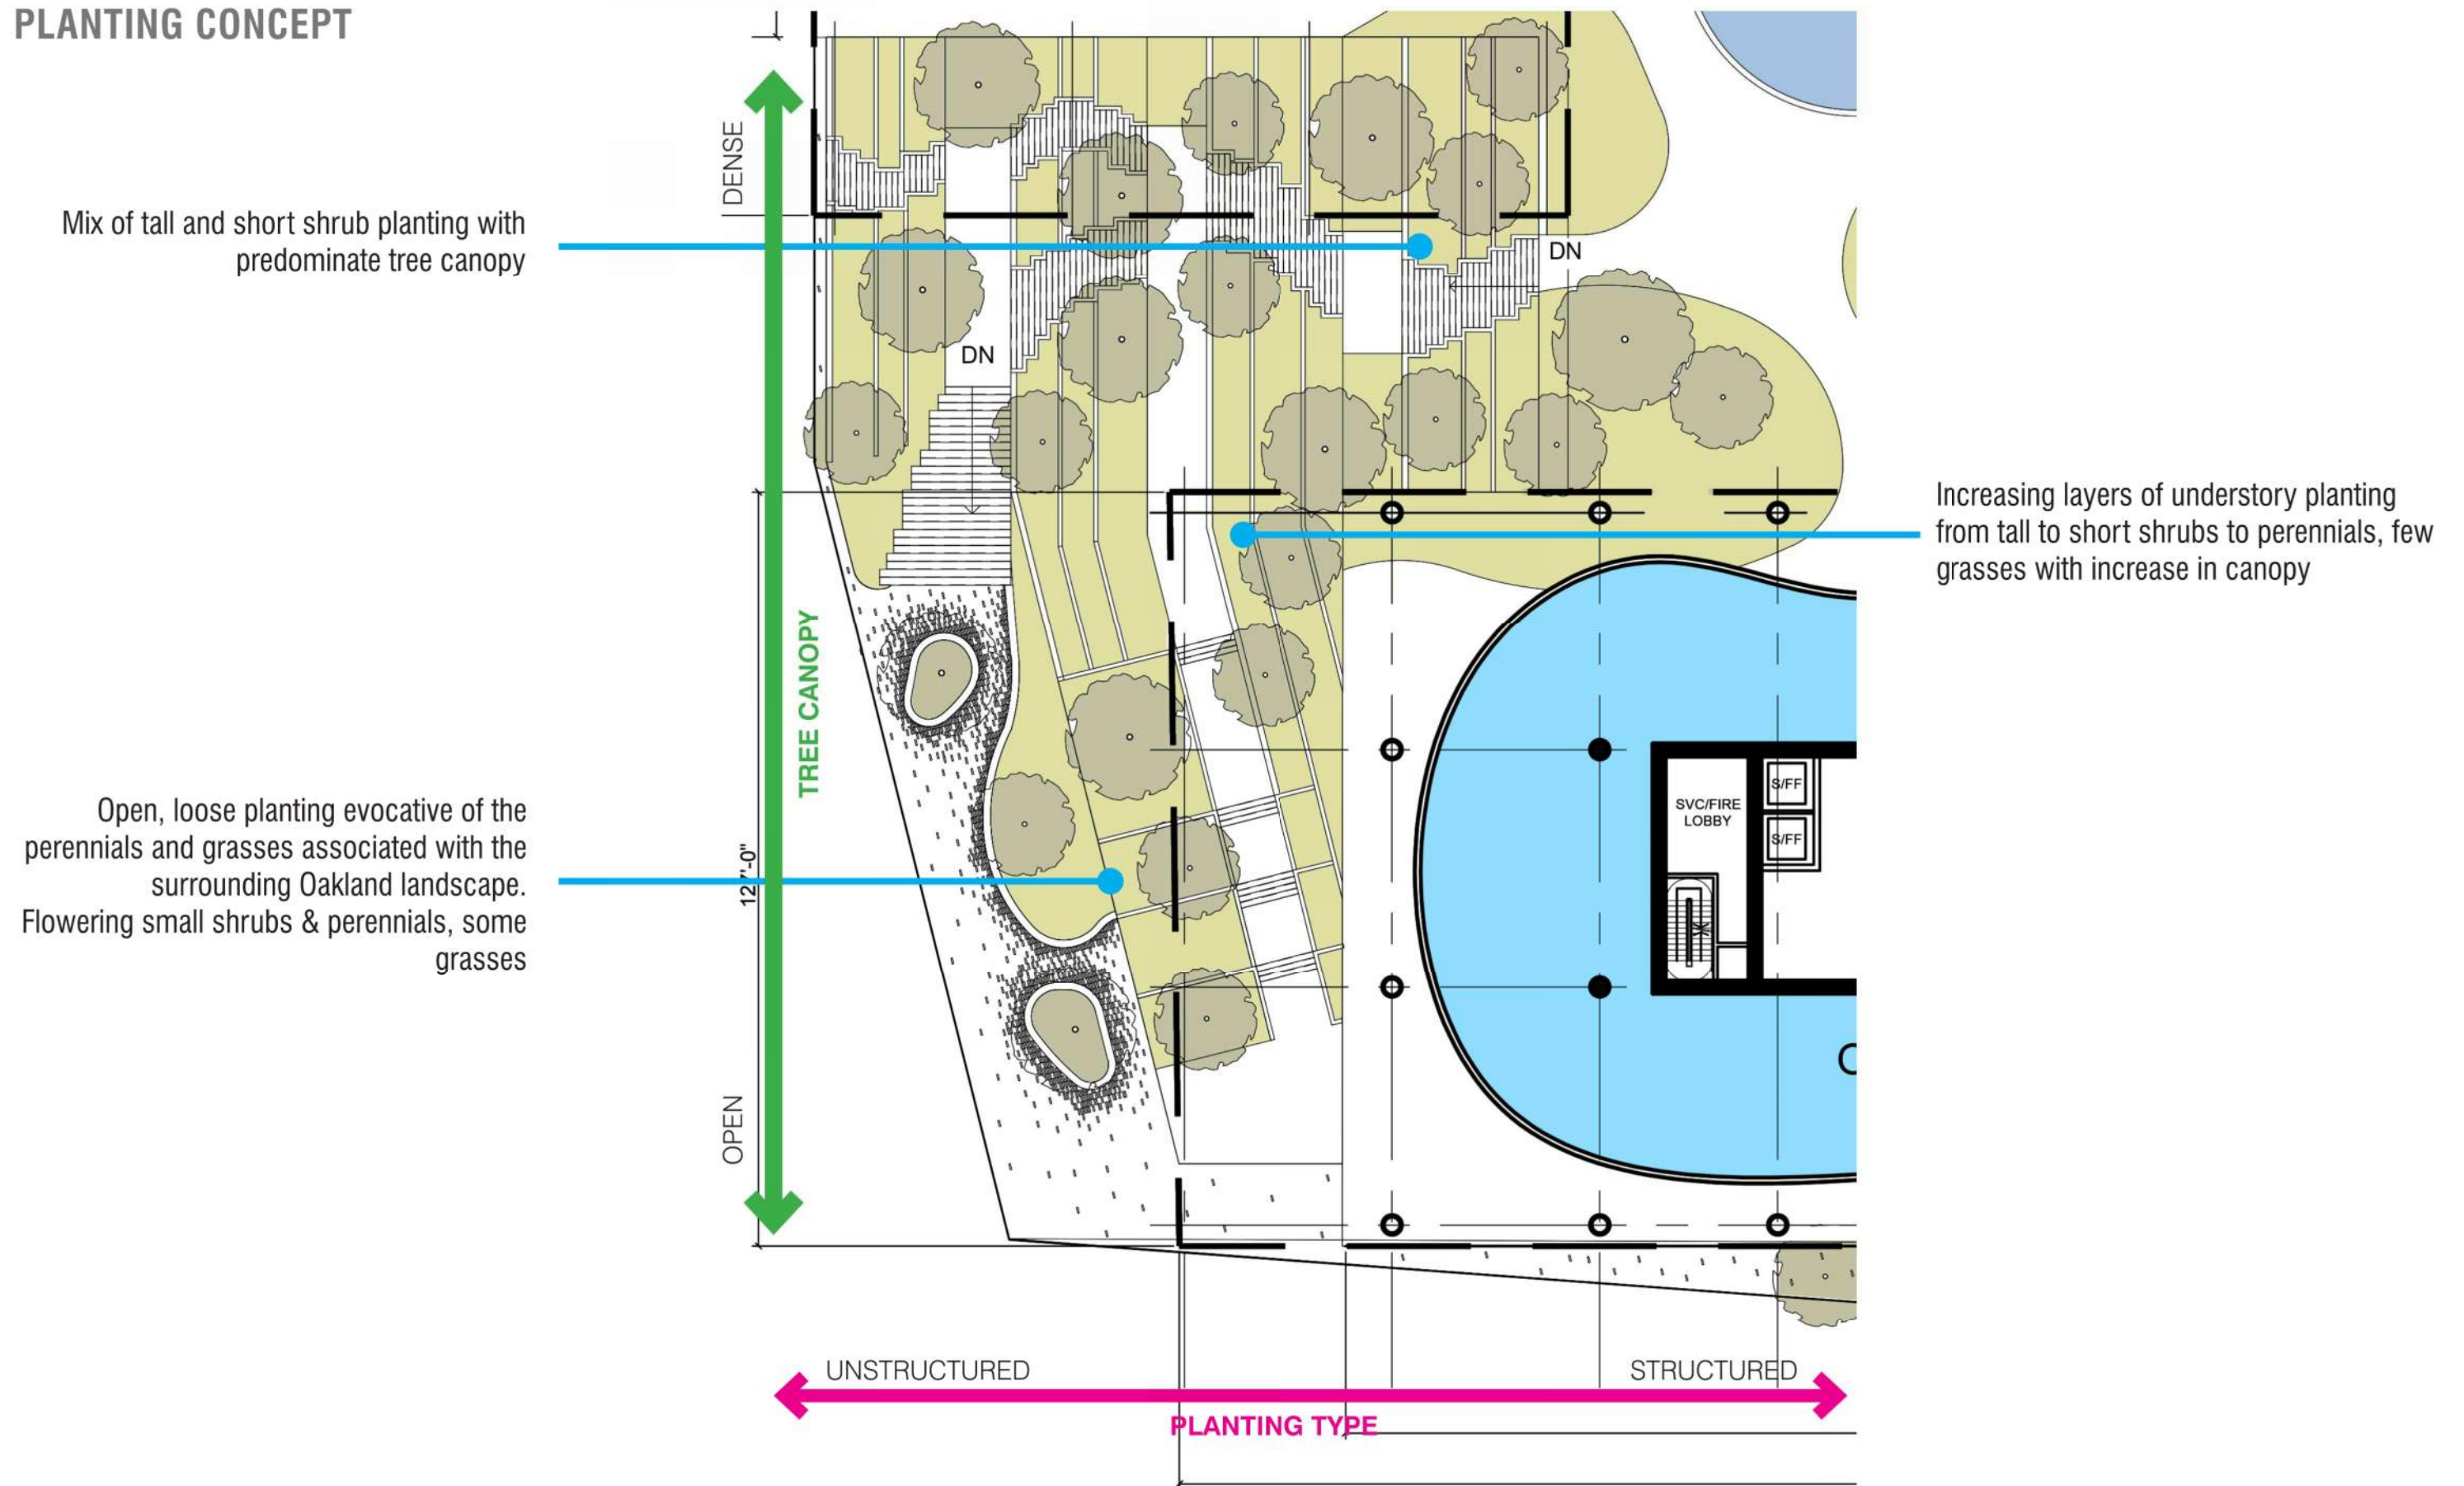 PLANTING CONCEPT
DENSE
Mix of tall and short shrub planting with
predominate tree canopy
DN
DN
Increasing layers of understory planting
from tall to short shrubs to perennials, few
grasses with increase in canopy
TREE CANOPY
S/FF
SVC/FIRE
LOBBY
S/FF
Open, loose planting evocative of the
perennials and grasses associated with the
surrounding Oakland landscape.
Flowering small shrubs & perennials, some
grasses
127'-0"
OPEN
UNSTRUCTURED
STRUCTURED
PLANTING TYPE